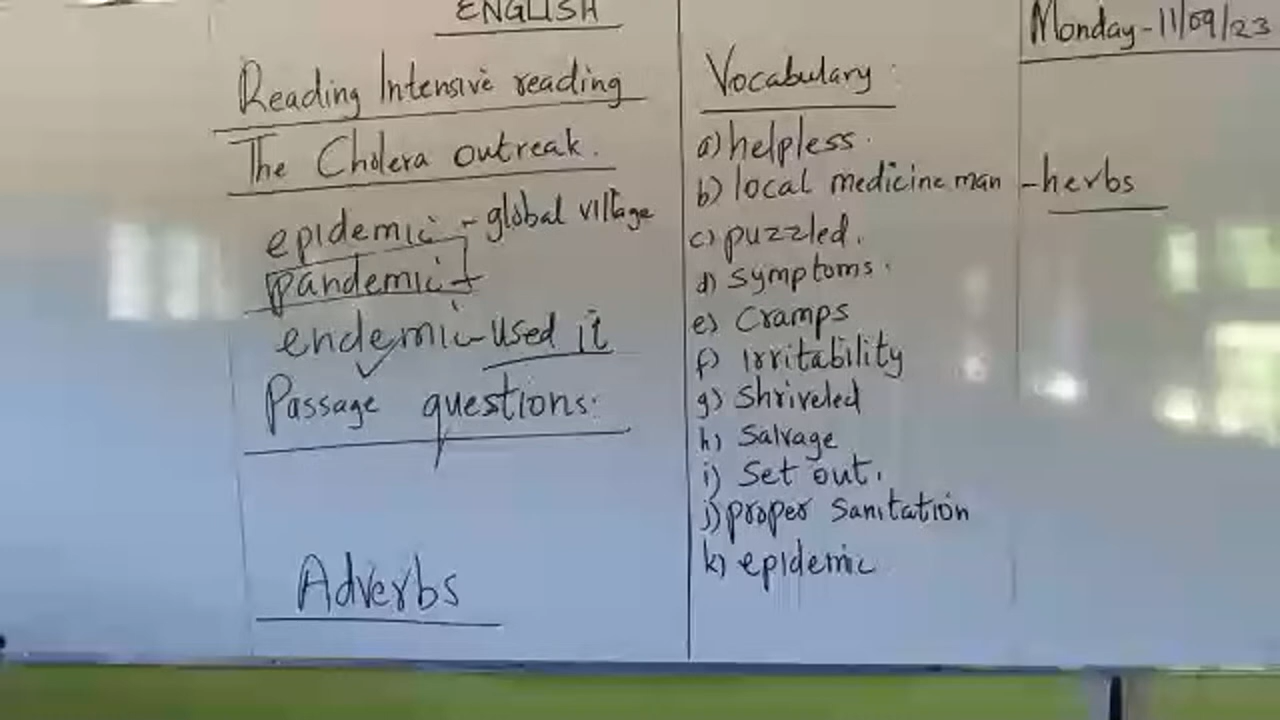 ENGLISH
Reading Intensive reading
The Cholera outreak.
epidemic - global village
pandemic
endemic - Used it
Passage questions:
Adverbs
Vocabulary:
a) helpless.
b) local medicine man - herbs
c) puzzled.
d) symptoms.
e) Cramps
f) Irritability
g) Shriveled
h) Salvage
i) Set out.
j) proper Sanitation
k) epidemic
Monday - 11/09/23